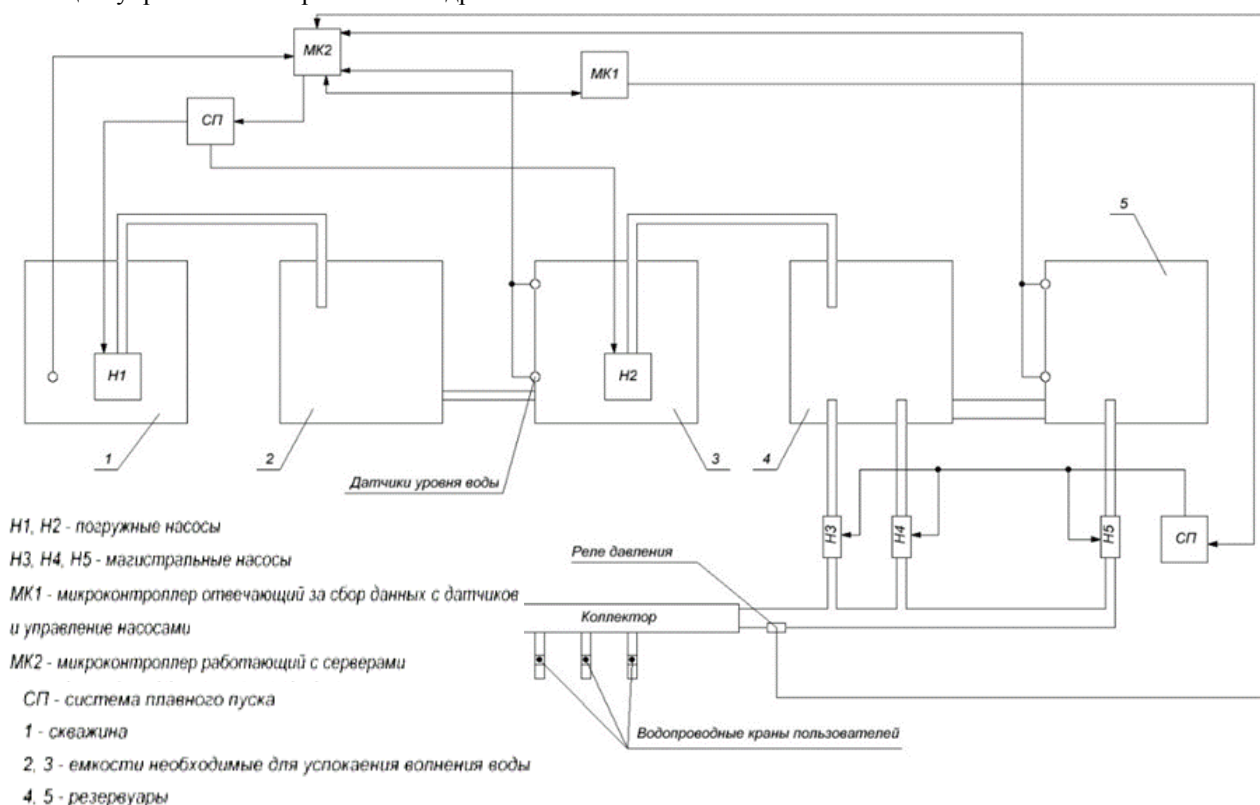 МК2
МК1
СП
5
Н1
Н2
1
2
3
4
Датчики уровня воды
Н1, Н2 - погружные насосы
Н3, Н4, Н5 - магистральные насосы
МК1 - микроконтроллер отвечающий за сбор данных с датчиков
и управление насосами
МК2 - микроконтроллер работающий с серверами
СП - система плавного пуска
1 - скважина
2, 3 - емкости необходимые для успокаения волнения воды
4, 5 - резервуары
Н3
Н4
Н5
СП
Реле давления
Коллектор
Водопроводные краны пользователей